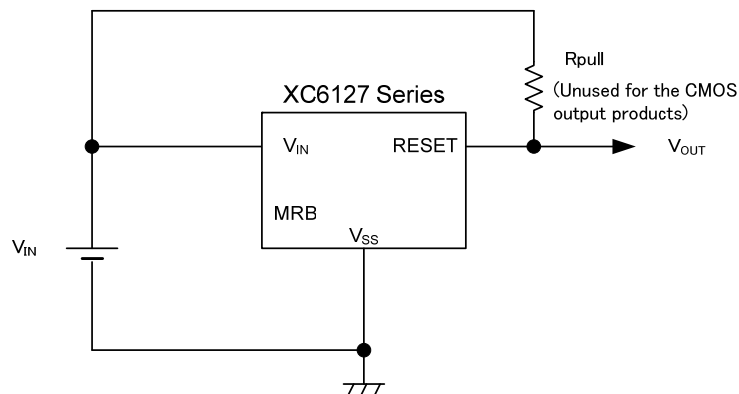 Rpull
(Unused for the CMOS
output products)
XC6127 Series
VIN
RESET
VOUT
MRB
VSS
VIN